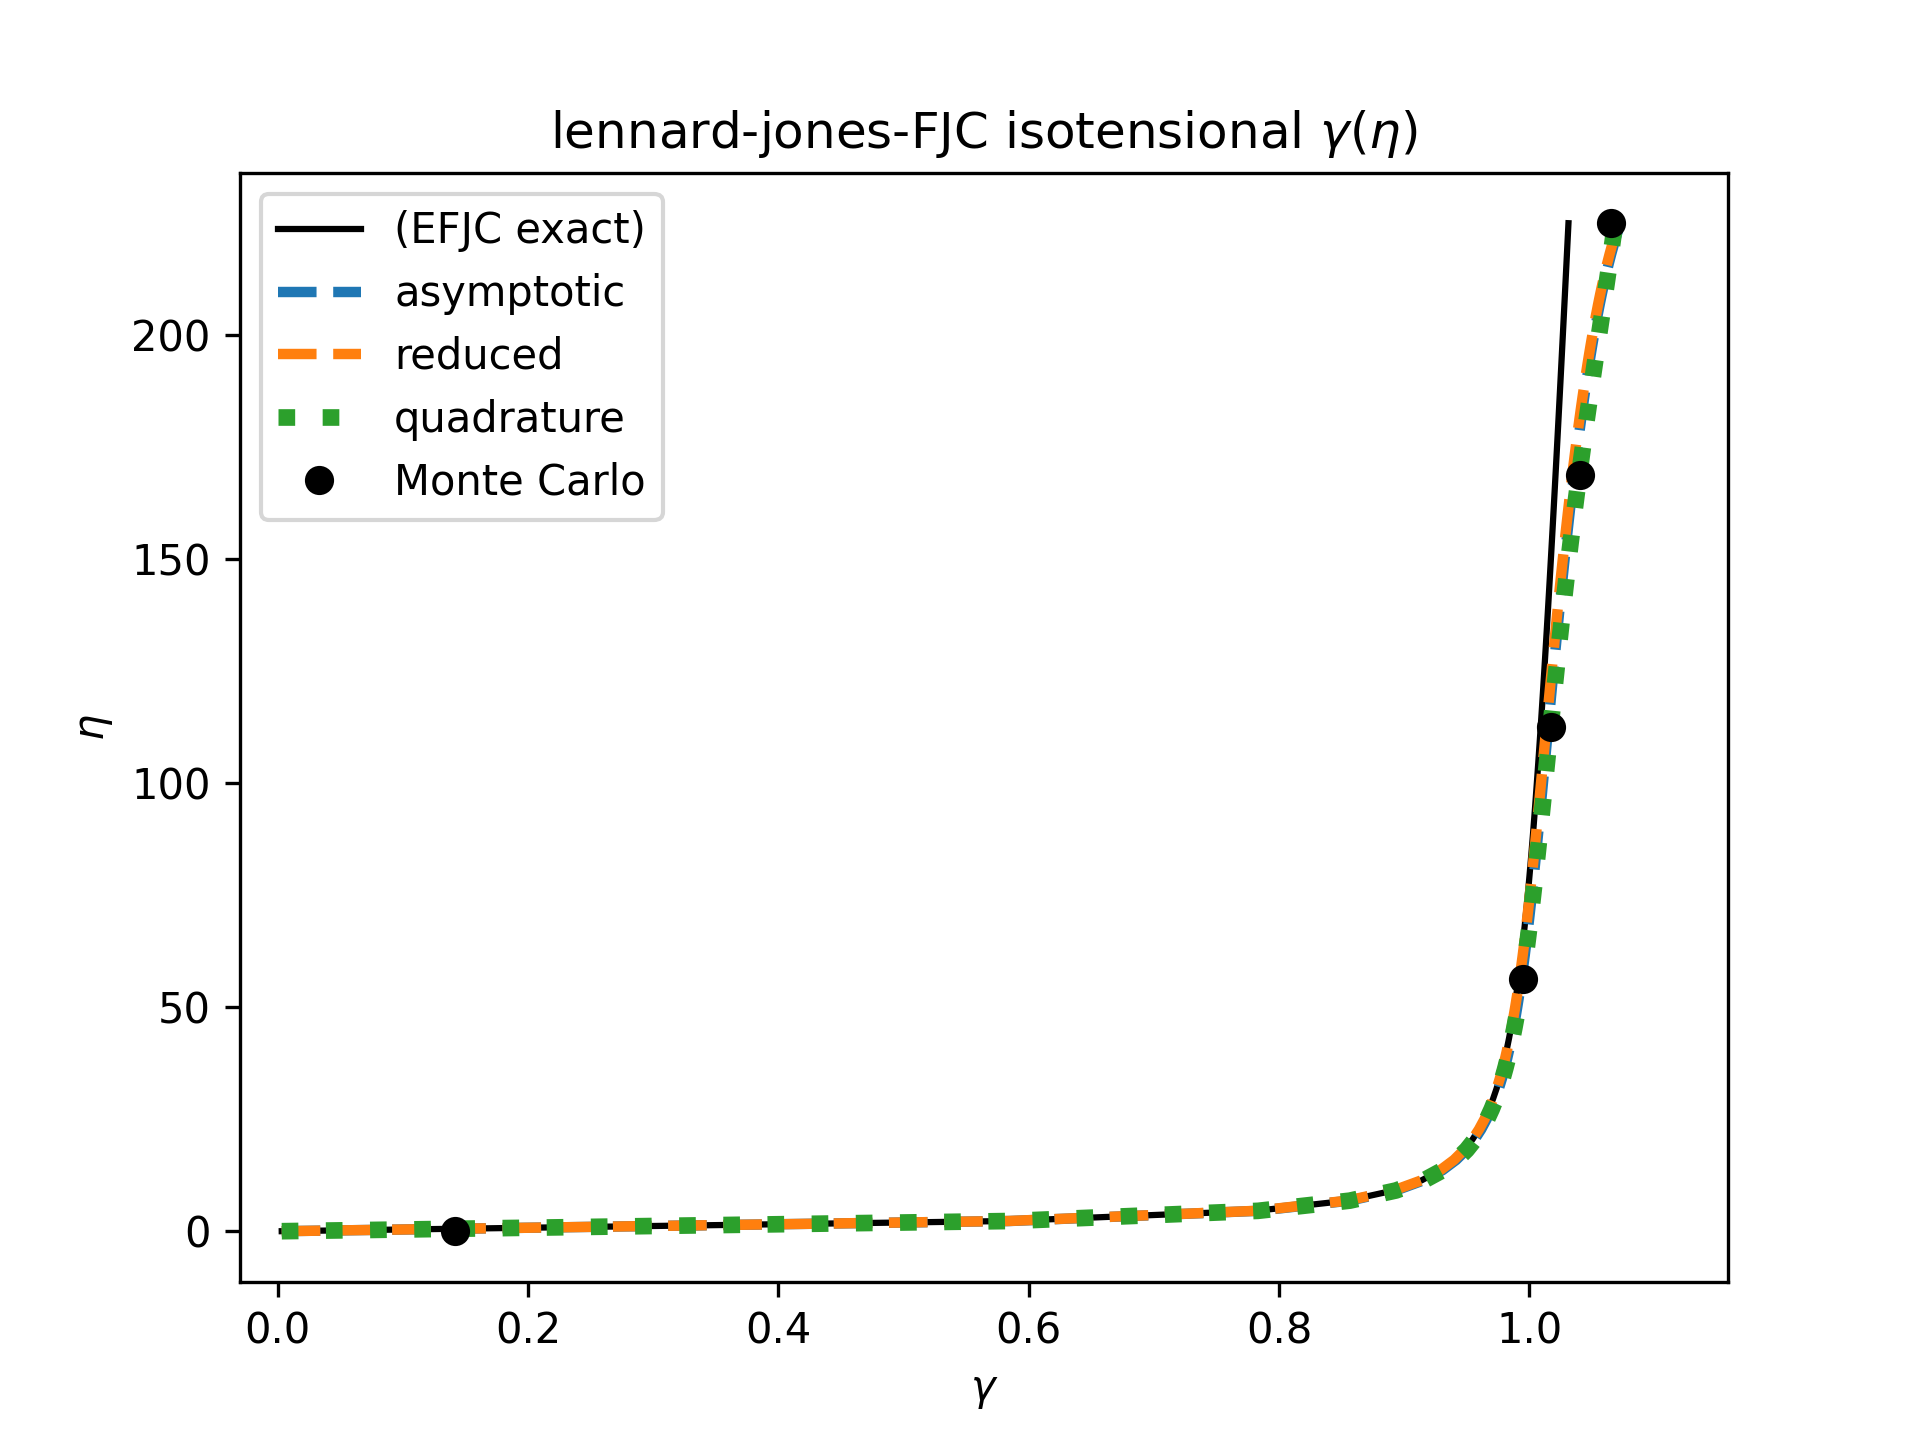 lennard-jones-FJC isotensional γ(η)
(EFJC exact)
asymptotic
reduced
quadrature
Monte Carlo
η
200
150
100
50
0
0.0 0.2 0.4 0.6 0.8 1.0
γ